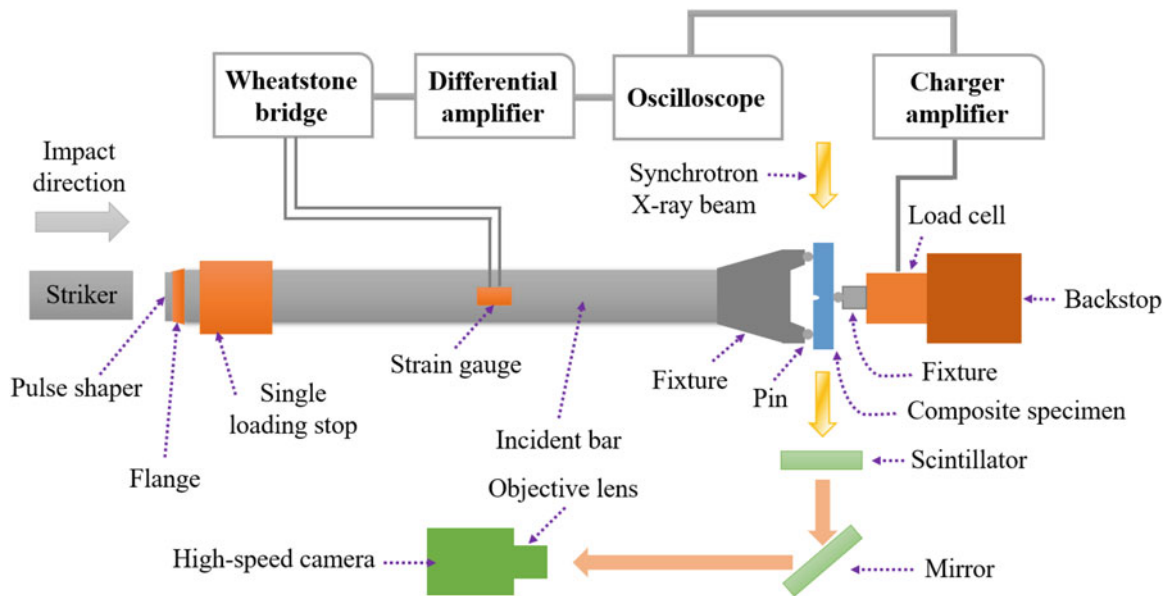 Wheatstone
bridge
Differential
amplifier
Oscilloscope
Charger
amplifier
Impact
direction
Synchrotron
X-ray beam
Load cell
Striker
Backstop
Strain gauge
Pulse shaper
Single
loading stop
Fixture
Pin
Fixture
Composite specimen
Flange
Incident bar
Scintillator
Objective lens
High-speed camera
Mirror